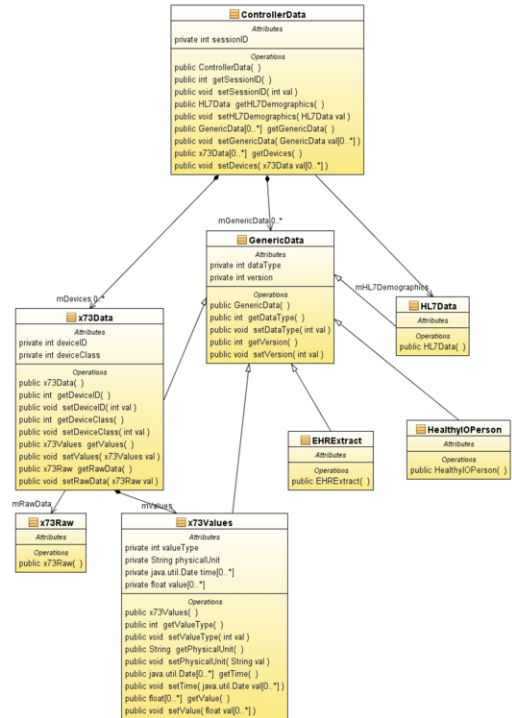 ControllerData
Attributes
private int sessionID
Operations
public ControllerData( )
public int getSessionID( )
public void setSessionID( int val )
public HL7Data getHL7Demographics( )
public void setHL7Demographics( HL7Data val )
public GenericData[0..*] getGenericData( )
public void setGenericData( GenericData val[0..*] )
public x73Data[0..*] getDevices( )
public void setDevices( x73Data val[0..*] )
mGenericData 0..*
GenericData
Attributes
private int dataType
private int version
Operations
public GenericData( )
public int getDataType( )
public void setDataType( int val )
public int getVersion( )
public void setVersion( int val )
mHL7Demographics
HL7Data
Attributes
Operations
public HL7Data( )
mDevices 0..*
x73Data
Attributes
private int deviceID
private int deviceClass
Operations
public x73Data( )
public int getDeviceID( )
public void setDeviceID( int val )
public int getDeviceClass( )
public void setDeviceClass( int val )
public x73Values getValues( )
public void setValues( x73Values val )
public x73Raw getRawData( )
public void setRawData( x73Raw val )
EHRExtract
Attributes
Operations
public EHRExtract( )
HealthyIOPerson
Attributes
Operations
public HealthyIOPerson( )
mRawData
mValues
x73Raw
Attributes
Operations
public x73Raw( )
x73Values
Attributes
private int valueType
private String physicalUnit
private java.util.Date time[0..*]
private float value[0..*]
Operations
public x73Values( )
public int getValueType( )
public void setValueType( int val )
public String getPhysicalUnit( )
public void setPhysicalUnit( String val )
public java.util.Date[0..*] getTime( )
public void setTime( java.util.Date val[0..*] )
public float[0..*] getValue( )
public void setValue( float val[0..*] )